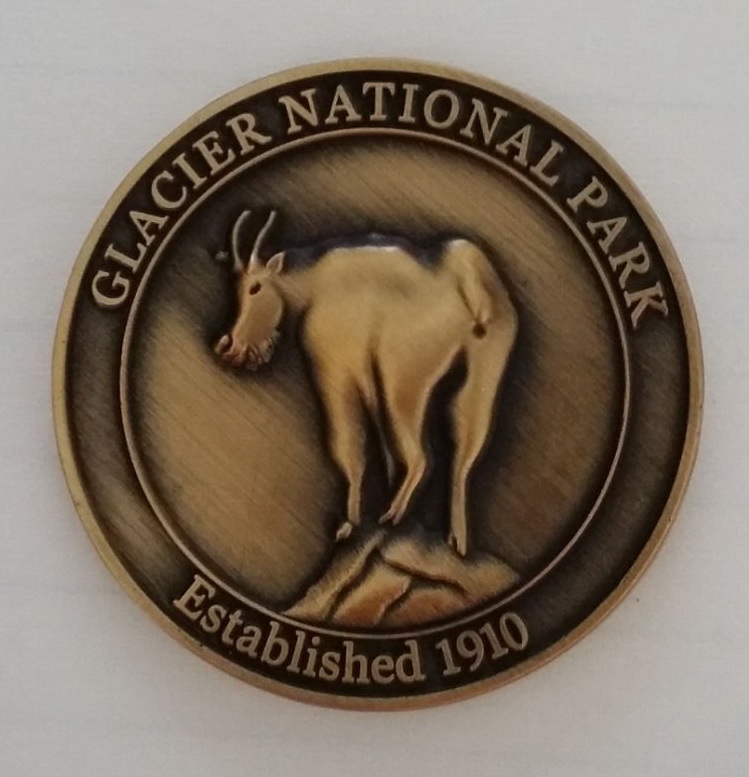 GLACIER NATIONAL PARK
Established 1910